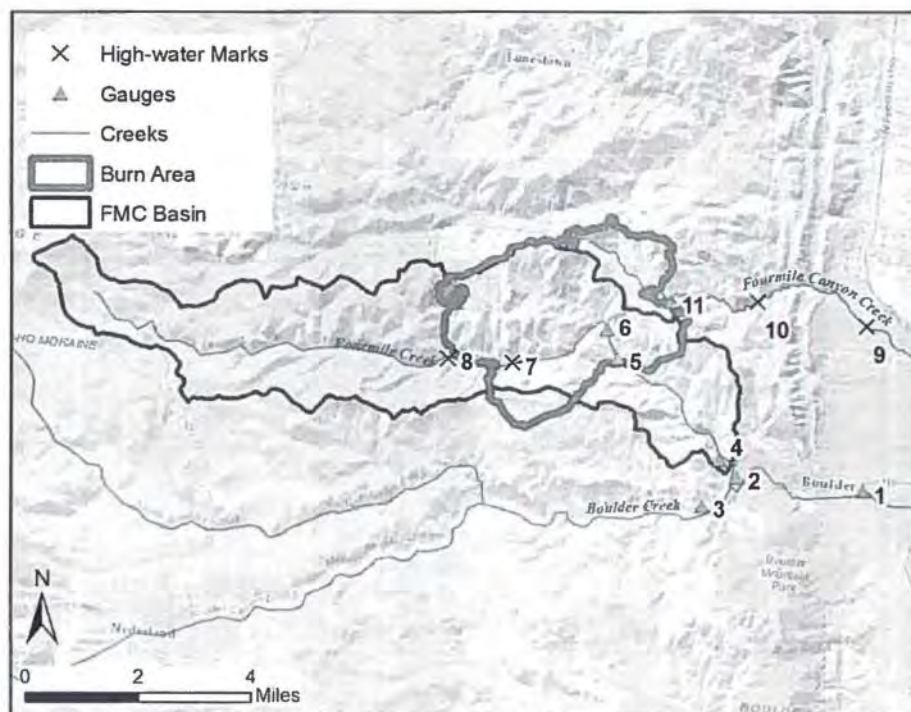 High-water Marks
Gauges
Creeks
Burn Area
FMC Basin
Fourmile Canyon
Creek
11
10
9
6
5
Fourmile Creek
8
7
4
2
Boulder
1
3
Boulder Creek
N
Nederland
0
2
4
Miles